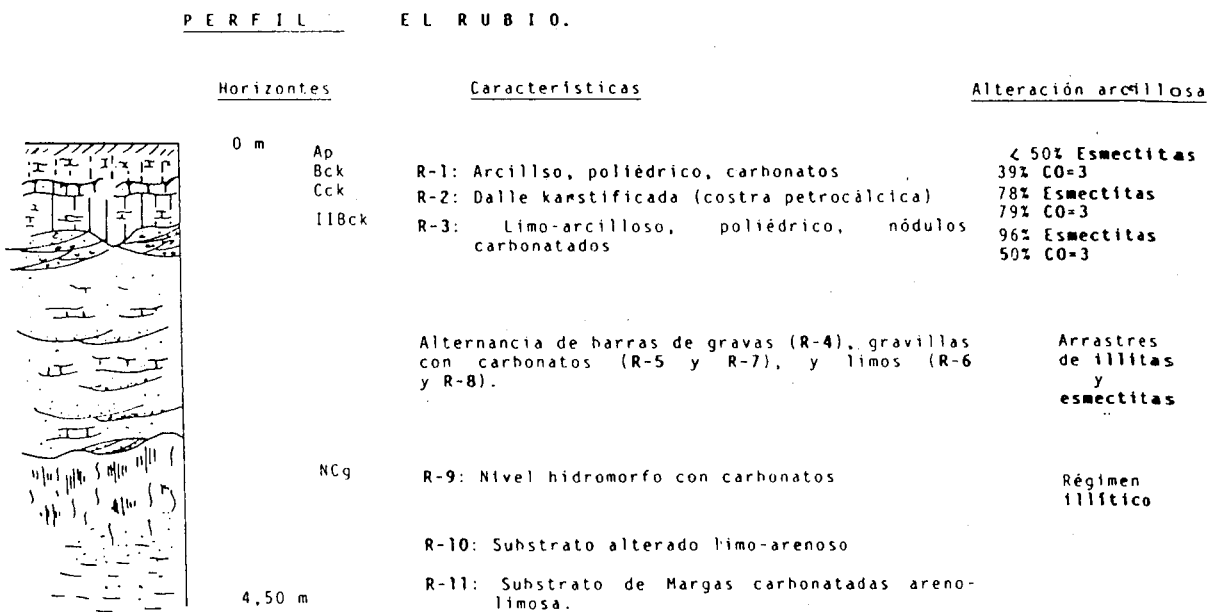 PERFIL EL RUBIO.
Horizontes Características Alteración arcillosa
0 m
Ap
Bck
Cck
IIBck
R-1: Arcillso, poliédrico, carbonatos
R-2: Dalle karstificada (costra petrocálcica)
R-3: Limo-arcilloso, poliédrico, nódulos
carbonatados
< 50% Esmectitas
39% CO=3
78% Esmectitas
79% CO=3
96% Esmectitas
50% CO=3
Alternancia de barras de gravas (R-4), gravillas
con carbonatos (R-5 y R-7), y limos (R-6
y R-8).
Arrastres
de illitas
y
esmectitas
NCg
R-9: Nivel hidromorfo con carbonatos
Régimen
illítico
R-10: Substrato alterado limo-arenoso
R-11: Substrato de Margas carbonatadas areno-
limosa.
4,50 m